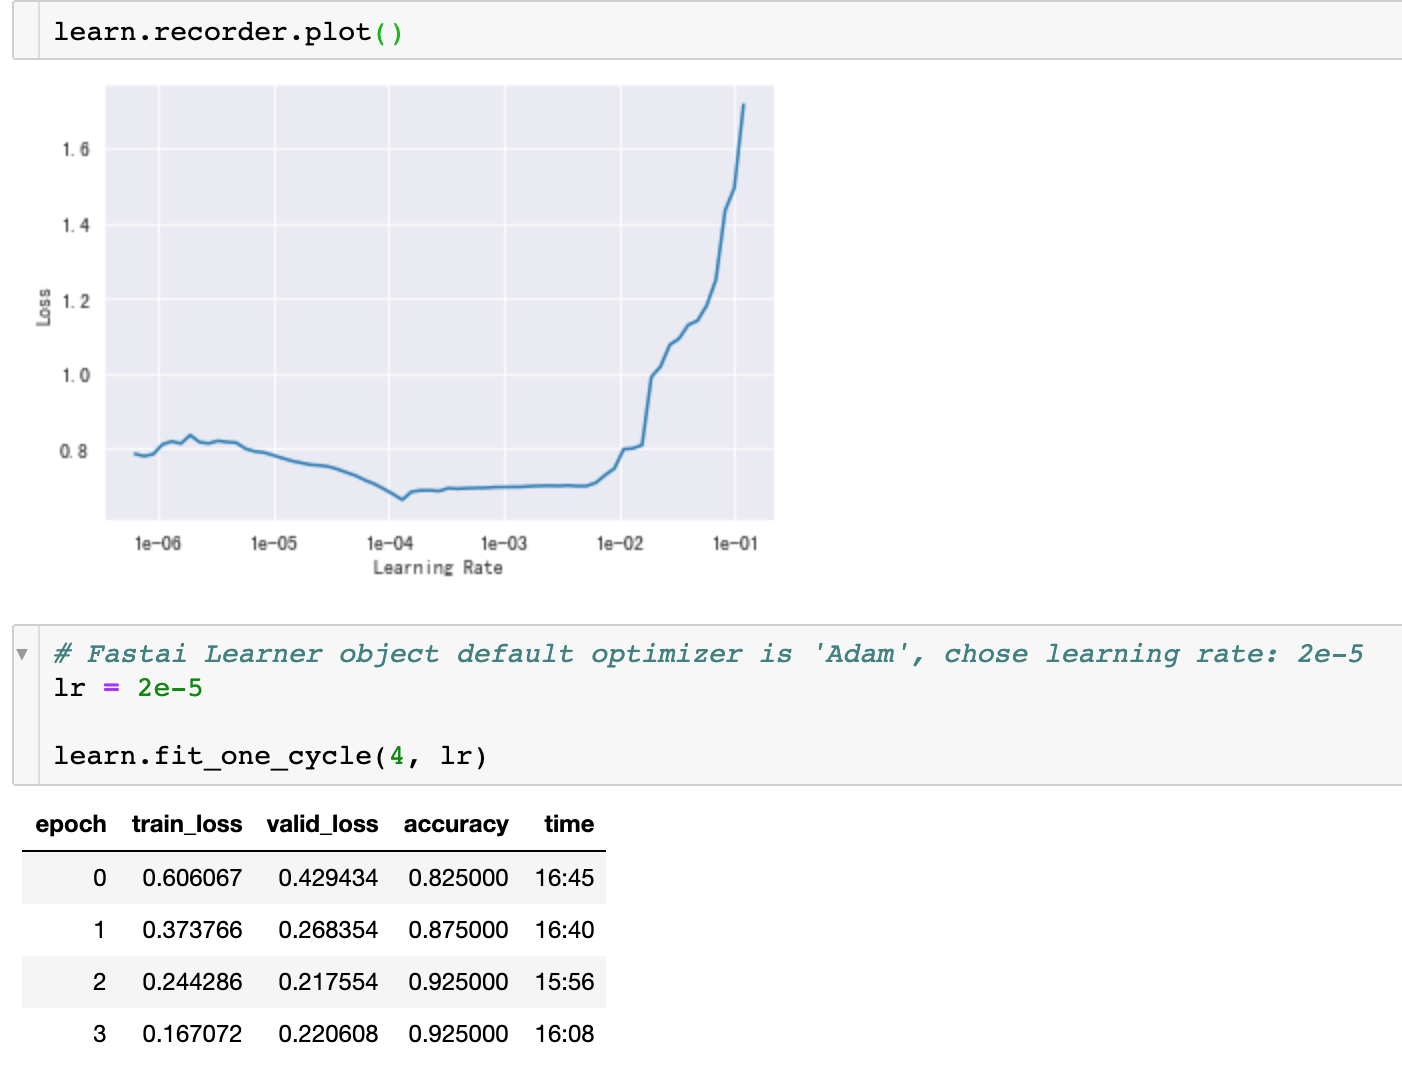 learn.recorder.plot()
1.6
1.4
1.2
1.0
0.8
Loss
1e-06 1e-05 1e-04 1e-03 1e-02 1e-01
Learning Rate
# Fastai Learner object default optimizer is 'Adam', chose learning rate: 2e-5
lr = 2e-5
learn.fit_one_cycle(4, lr)
epoch train_loss valid_loss accuracy time
0 0.606067 0.429434 0.825000 16:45
1 0.373766 0.268354 0.875000 16:40
2 0.244286 0.217554 0.925000 15:56
3 0.167072 0.220608 0.925000 16:08